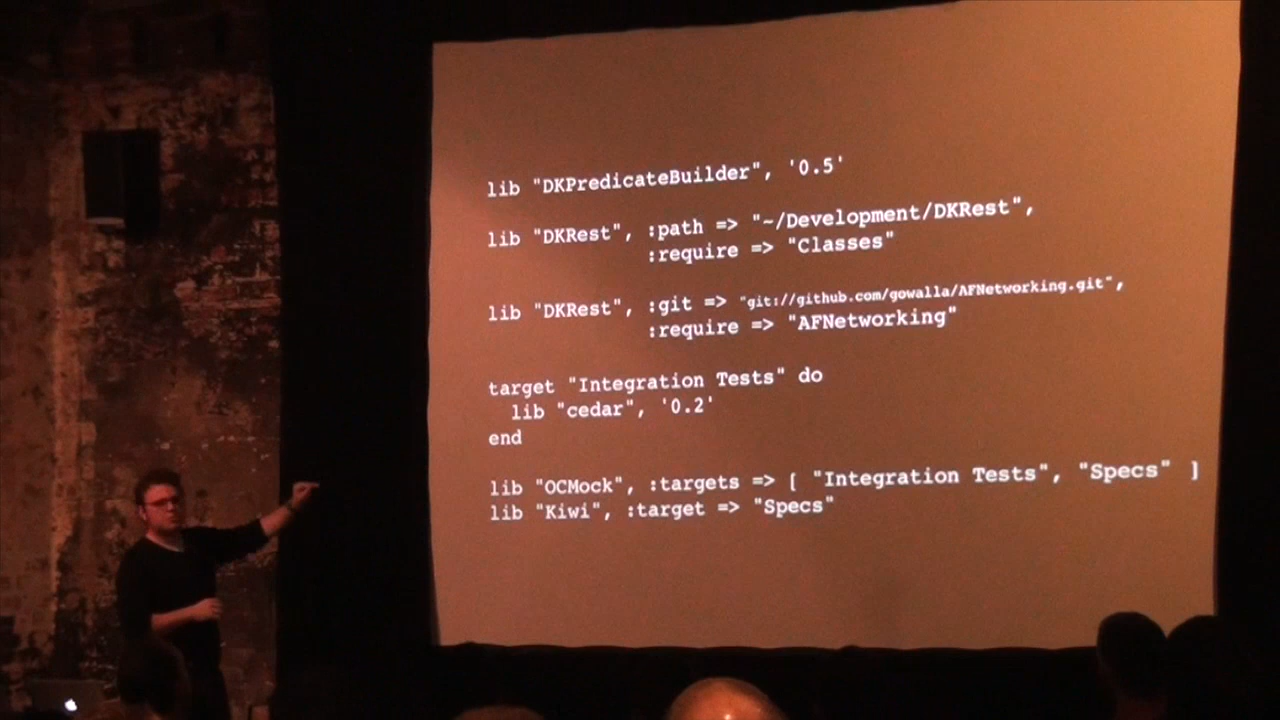 lib "DKPredicateBuilder", '0.5'
lib "DKRest", :path => "~/Development/DKRest",
:require => "Classes"
lib "DKRest", :git => "git://github.com/gowalla/AFNetworking.git",
:require => "AFNetworking"
target "Integration Tests" do
lib "cedar", '0.2'
end
lib "OCMock", :targets => [ "Integration Tests", "Specs" ]
lib "Kiwi", :target => "Specs"